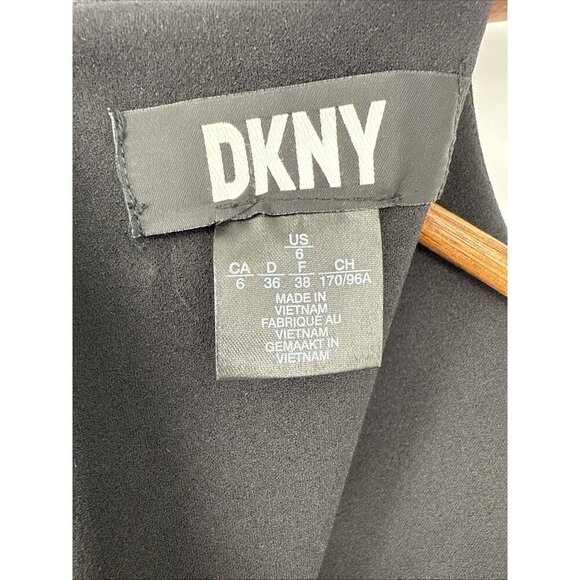 DKNY
US
6
CA D F CH
6 36 38 170/96A
MADE IN
VIETNAM
FABRIQUÉ AU
VIETNAM
GEMAAKT IN
VIETNAM